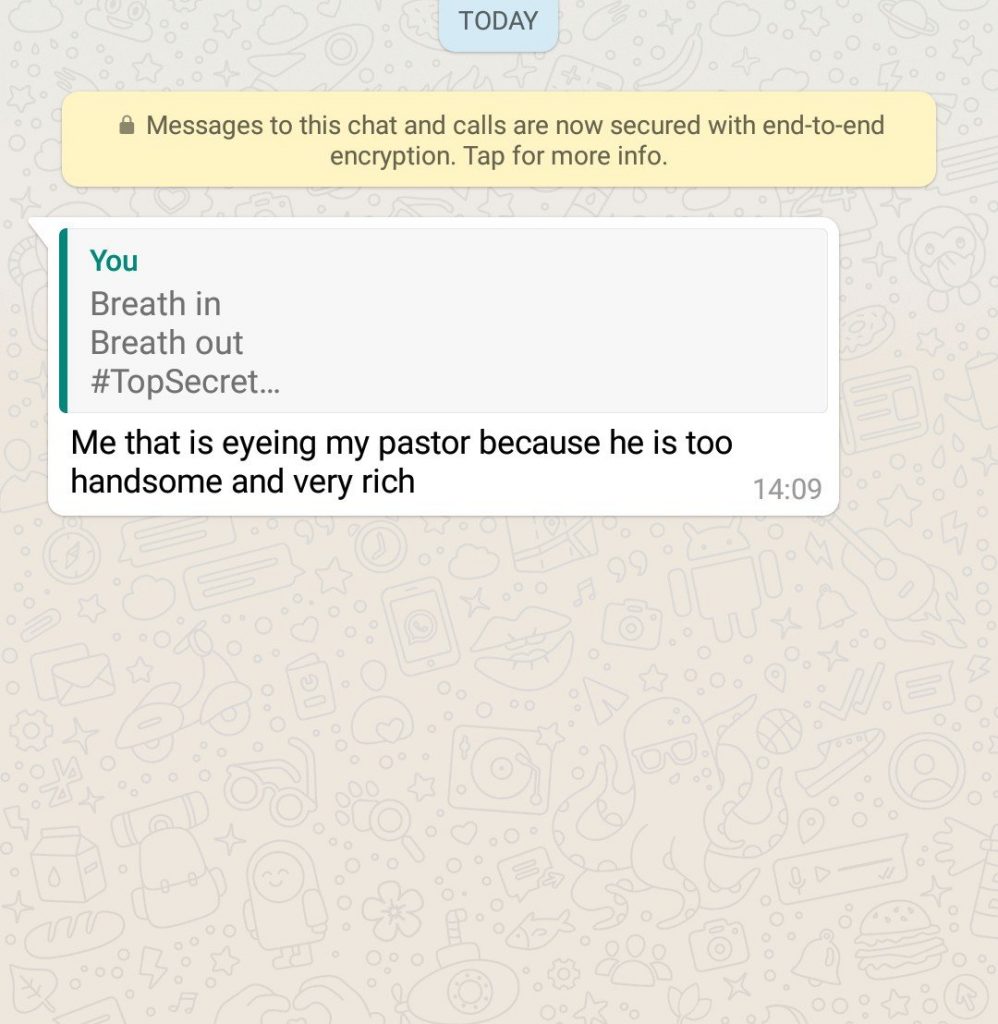 TODAY
Messages to this chat and calls are now secured with end-to-end
encryption. Tap for more info.
You
Breath in
Breath out
#TopSecret...
Me that is eyeing my pastor because he is too
handsome and very rich
14:09